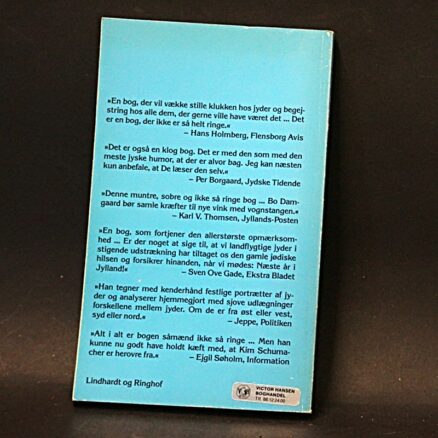 »En bog, der vil vække stille klukken hos jyder og begej-
string hos alle dem, der gerne ville have været det ... Det
er en bog, der ikke er så helt ringe.«
– Hans Holmberg, Flensborg Avis
»Det er også en klog bog. Det er med den som med den
meste jyske humor, at der er alvor bag. Jeg kan næsten
kun anbefale, at De læser den selv.«
– Per Borgaard, Jydske Tidende
»Denne muntre, sobre og ikke så ringe bog ... Bo Dam-
gaard bør samle kræfter til nye vink med vognstangen.«
– Karl V. Thomsen, Jyllands-Posten
»En bog, som fortjener den allerstørste opmærksom-
hed ... Er der noget at sige til, at vi landflygtige jyder i
stigende udstrækning har tiltaget os den gamle jødiske
hilsen og forsikrer hinanden, når vi mødes: Næste år i
Jylland!«
– Sven Ove Gade, Ekstra Bladet
»Han tegner med kenderhånd festlige portrætter af jy-
der og analyserer hjemmegjort med sjove udlægninger
forskellene mellem jyder. Om de er fra øst eller vest,
syd eller nord.«
– Jeppe, Politiken
»Alt i alt er bogen såmænd ikke så ringe ... Men han
kunne nu godt have holdt kæft med, at Kim Schuma-
cher er herovre fra.«
– Ejgil Søholm, Information
Lindhardt og Ringhof
VICTOR HANSEN
BOGHANDEL
Tlf. 86 12 24 00